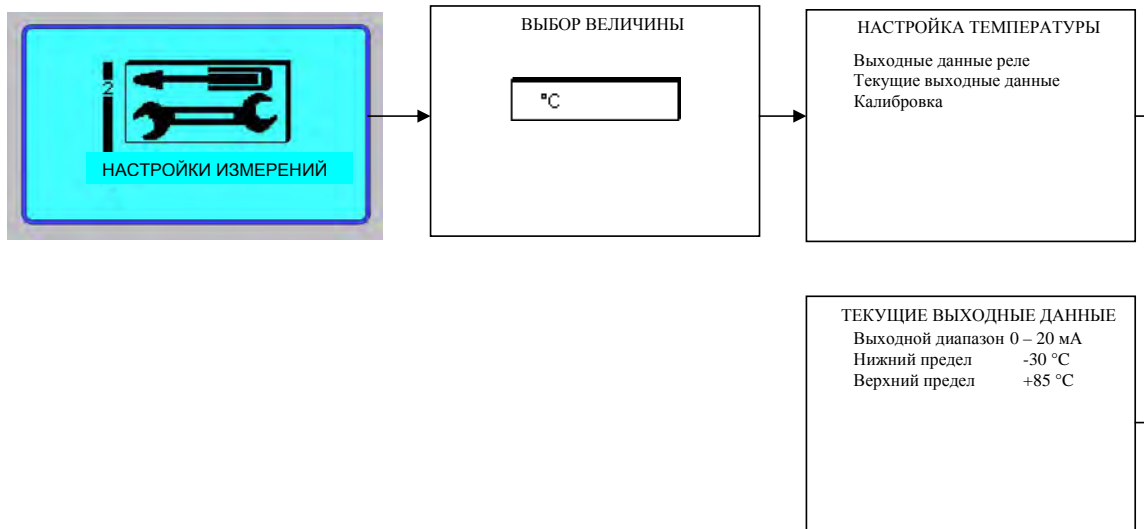 2
НАСТРОЙКИ ИЗМЕРЕНИЙ
ВЫБОР ВЕЛИЧИНЫ
°C
НАСТРОЙКА ТЕМПЕРАТУРЫ
Выходные данные реле
Текущие выходные данные
Калибровка
ТЕКУЩИЕ ВЫХОДНЫЕ ДАННЫЕ
Выходной диапазон 0 – 20 мА
Нижний предел -30 °C
Верхний предел +85 °C